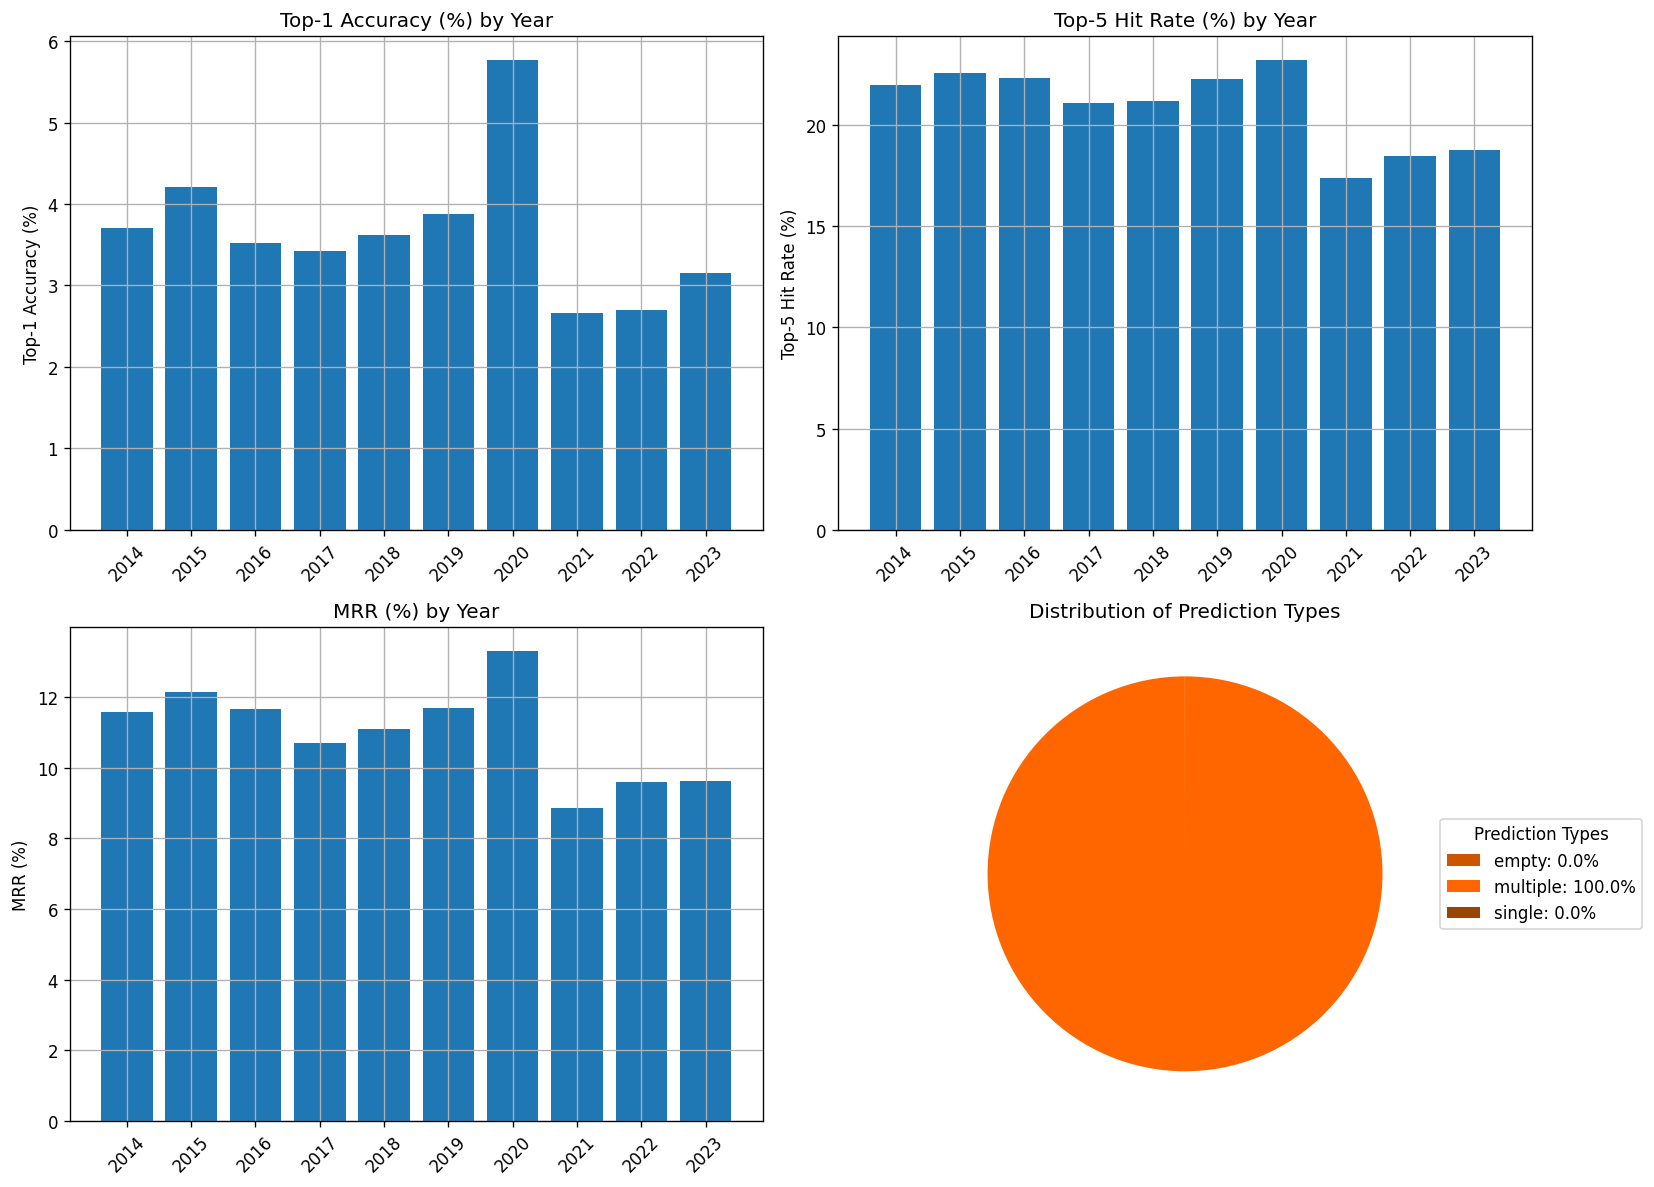 Top-1 Accuracy (%) by Year
Top-1 Accuracy (%)
6
5
4
3
2
1
0
2014 2015 2016 2017 2018 2019 2020 2021 2022 2023
Top-5 Hit Rate (%) by Year
Top-5 Hit Rate (%)
20
15
10
5
0
2014 2015 2016 2017 2018 2019 2020 2021 2022 2023
MRR (%) by Year
MRR (%)
12
10
8
6
4
2
0
2014 2015 2016 2017 2018 2019 2020 2021 2022 2023
Distribution of Prediction Types
Prediction Types
empty: 0.0%
multiple: 100.0%
single: 0.0%